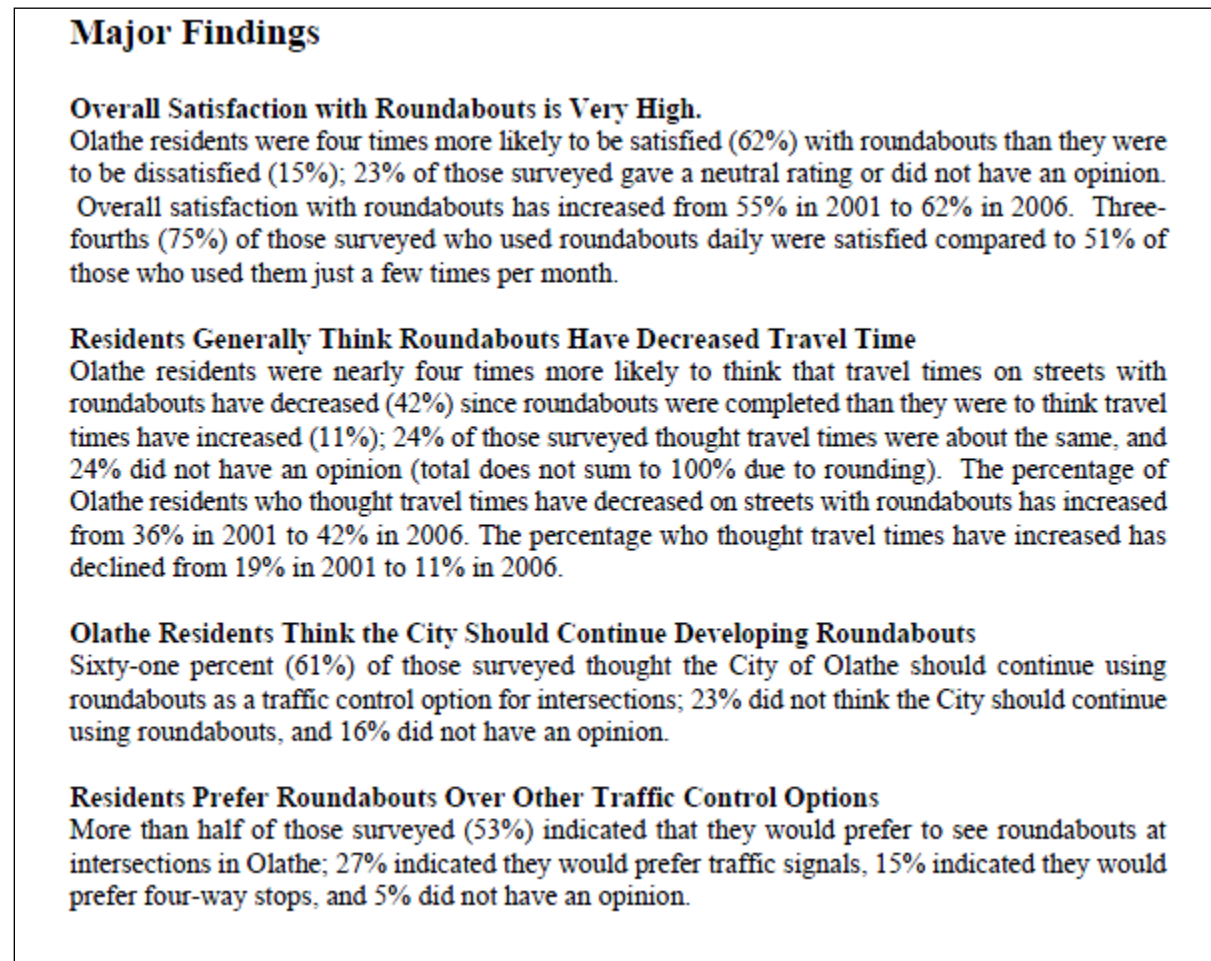 Major Findings
Overall Satisfaction with Roundabouts is Very High.
Olathe residents were four times more likely to be satisfied (62%) with roundabouts than they were
to be dissatisfied (15%); 23% of those surveyed gave a neutral rating or did not have an opinion.
Overall satisfaction with roundabouts has increased from 55% in 2001 to 62% in 2006. Three-
fourths (75%) of those surveyed who used roundabouts daily were satisfied compared to 51% of
those who used them just a few times per month.
Residents Generally Think Roundabouts Have Decreased Travel Time
Olathe residents were nearly four times more likely to think that travel times on streets with
roundabouts have decreased (42%) since roundabouts were completed than they were to think travel
times have increased (11%); 24% of those surveyed thought travel times were about the same, and
24% did not have an opinion (total does not sum to 100% due to rounding). The percentage of
Olathe residents who thought travel times have decreased on streets with roundabouts has increased
from 36% in 2001 to 42% in 2006. The percentage who thought travel times have increased has
declined from 19% in 2001 to 11% in 2006.
Olathe Residents Think the City Should Continue Developing Roundabouts
Sixty-one percent (61%) of those surveyed thought the City of Olathe should continue using
roundabouts as a traffic control option for intersections; 23% did not think the City should continue
using roundabouts, and 16% did not have an opinion.
Residents Prefer Roundabouts Over Other Traffic Control Options
More than half of those surveyed (53%) indicated that they would prefer to see roundabouts at
intersections in Olathe; 27% indicated they would prefer traffic signals, 15% indicated they would
prefer four-way stops, and 5% did not have an opinion.